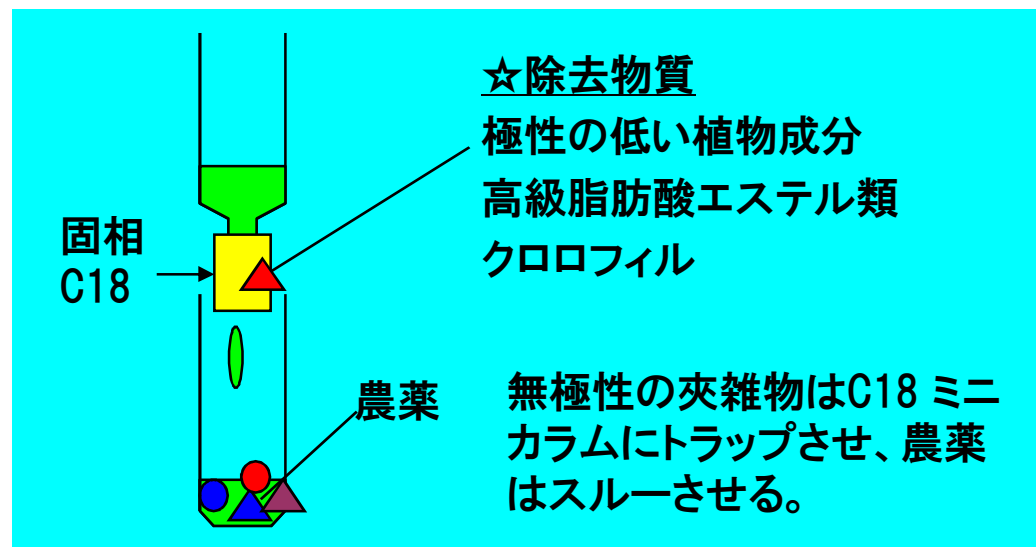 ☆除去物質
極性の低い植物成分
高級脂肪酸エステル類
クロロフィル
固相
C18
農薬
無極性の夾雑物はC18 ミニ
カラムにトラップさせ、農薬
はスルーさせる。